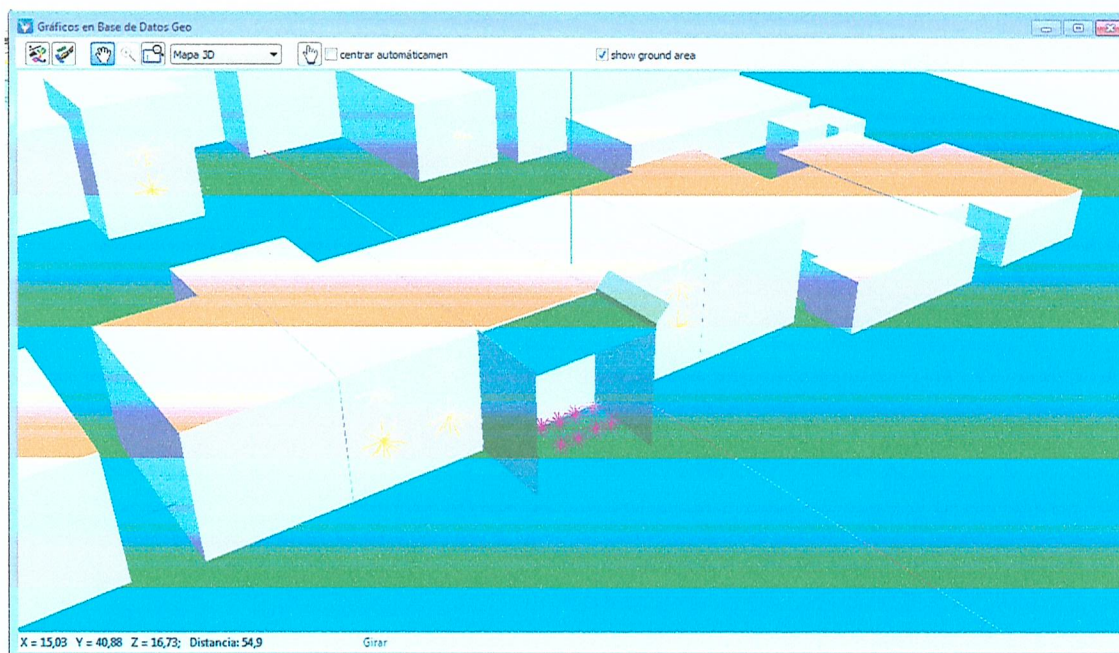 Gráficos en Base de Datos Geo
Mapa 3D centrar automáticamen show ground area
X = 15,03 Y = 40,88 Z = 16,73; Distancia: 54,9 Girar